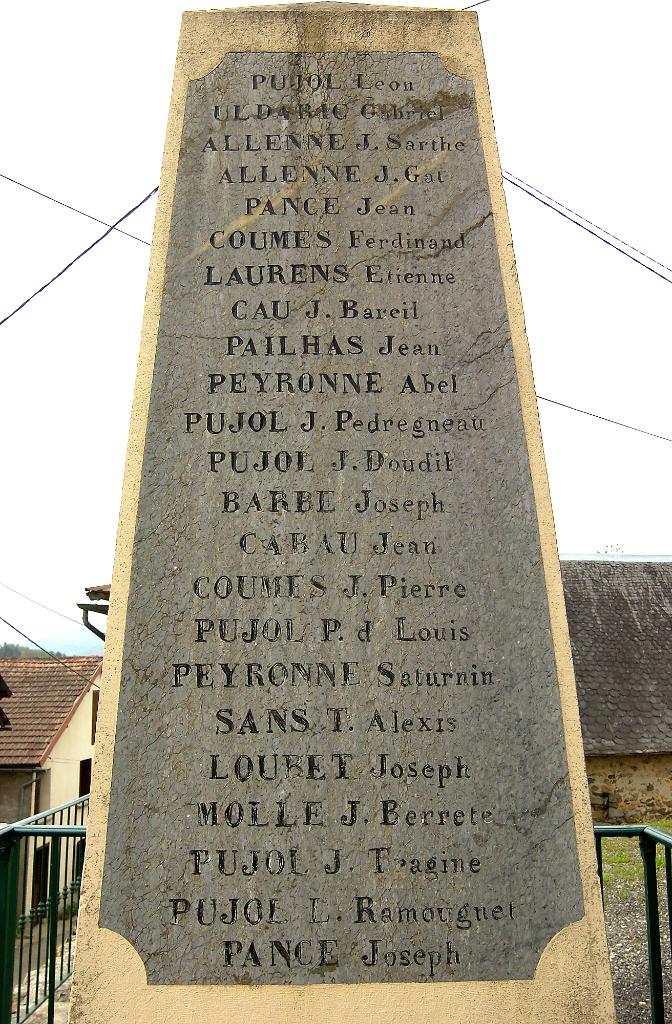 PUJOL Leon
ULDARIC Gabriel
ALLENNE J. Sarthe
ALLENNE J. Gat
PANCE Jean
COUMES Ferdinand
LAURENS Etienne
CAU J. Bareil
PAILHAS Jean
PEYRONNE Abel
PUJOL J. Pedregneau
PUJOL J. Doudil
BARBE Joseph
CABAU Jean
COUMES J. Pierre
PUJOL P. d Louis
PEYRONNE Saturnin
SANS T. Alexis
LOUBET Joseph
MOLLE J. Berrete
PUJOL J. Tragine
PUJOL L. Ramouguet
PANCE Joseph